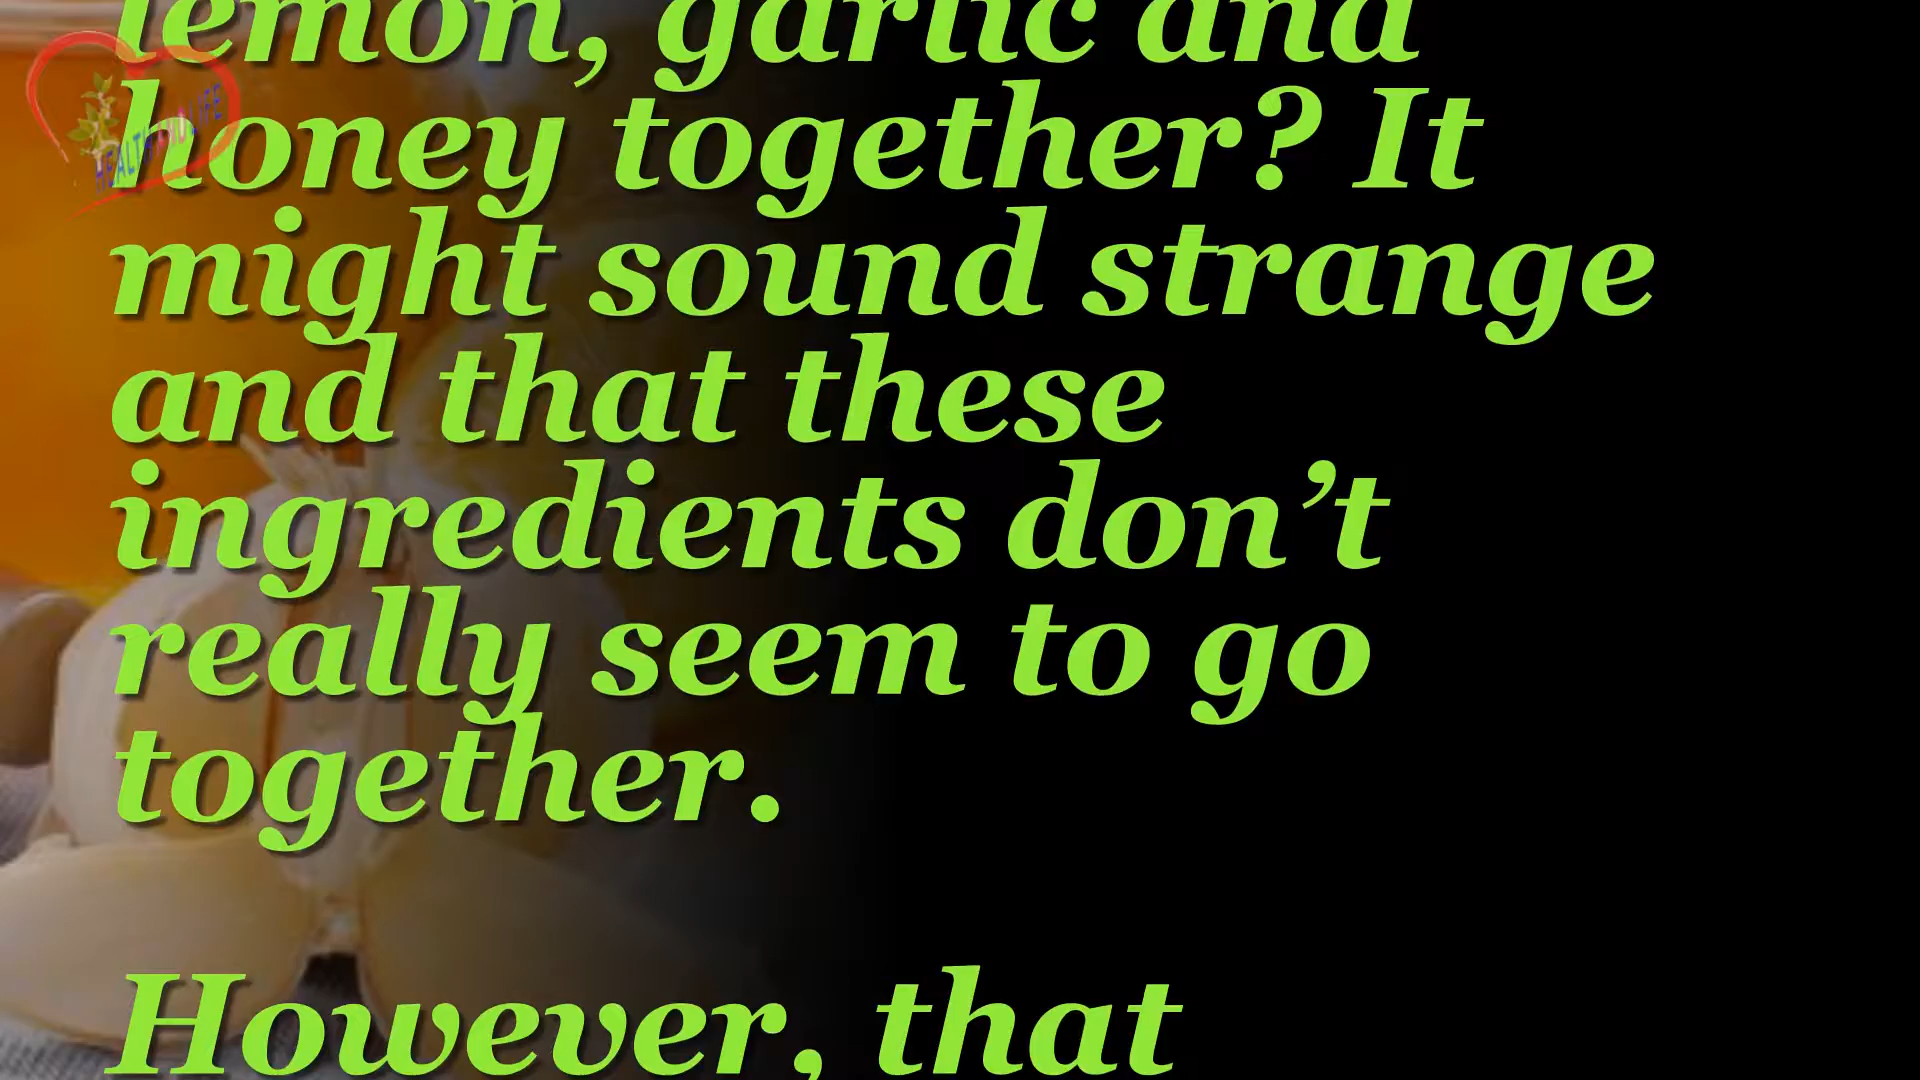 lemon, garlic and
honey together? It
might sound strange
and that these
ingredients don’t
really seem to go
together.
However, that